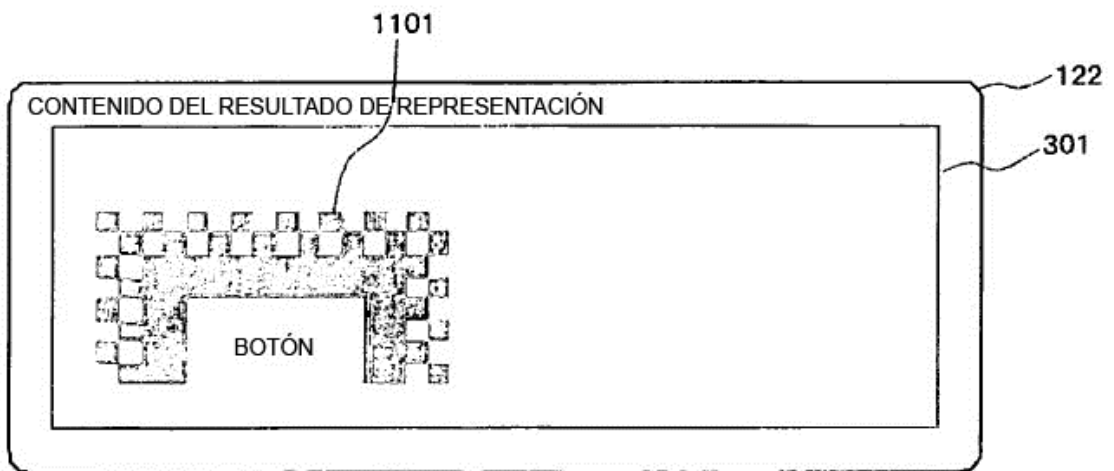 1101
122
CONTENIDO DEL RESULTADO DE REPRESENTACIÓN
301
BOTÓN